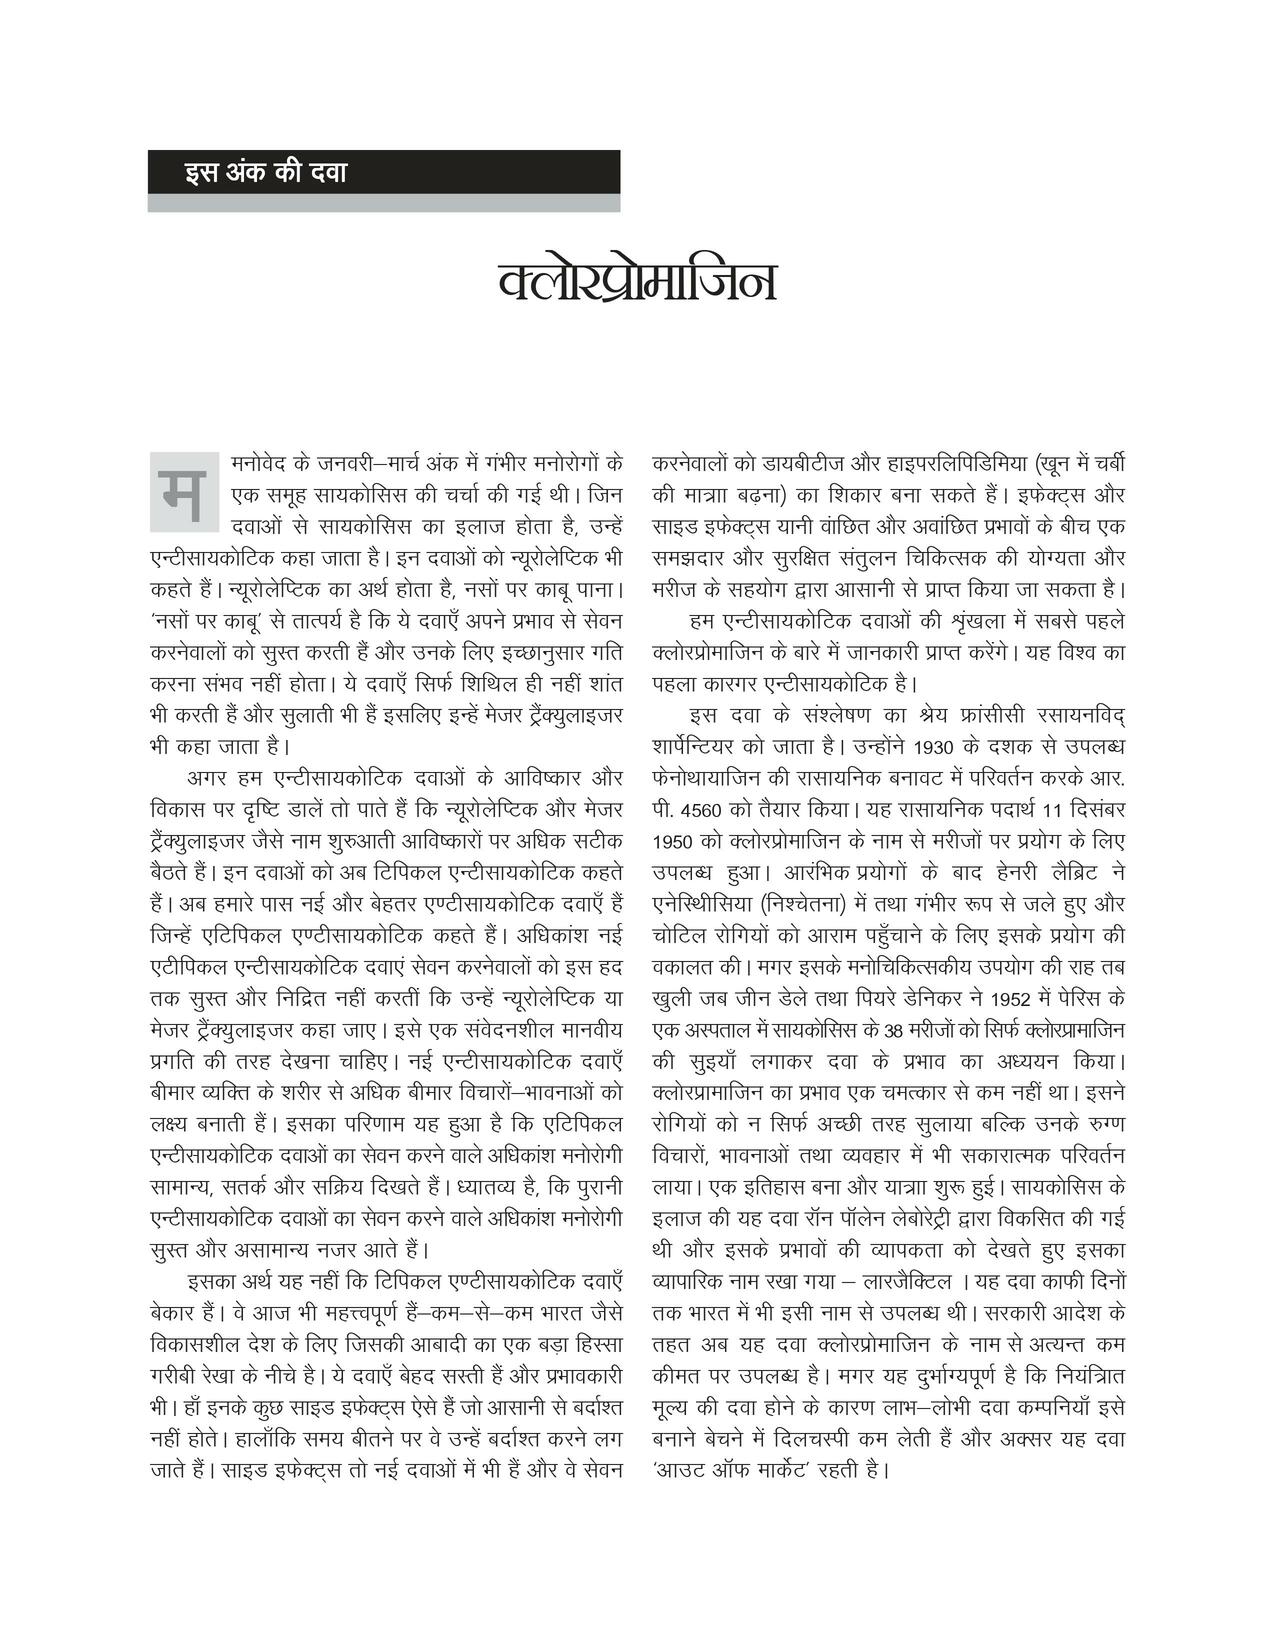 इस अंक की दवा
क्लोरप्रोमाजिन
म
मनोवेद के जनवरी–मार्च अंक में गंभीर मनोरोगों के
एक समूह सायकोसिस की चर्चा की गई थी। जिन
दवाओं से सायकोसिस का इलाज होता है, उन्हें
एन्टीसायकोटिक कहा जाता है। इन दवाओं को न्यूरोलेप्टिक भी
कहते हैं। न्यूरोलेप्टिक का अर्थ होता है, नसों पर काबू पाना।
‘नसों पर काबू’ से तात्पर्य है कि ये दवाएँ अपने प्रभाव से सेवन
करनेवालों को सुस्त करती हैं और उनके लिए इच्छानुसार गति
करना संभव नहीं होता। ये दवाएँ सिर्फ शिथिल ही नहीं शांत
भी करती हैं और सुलाती भी हैं इसलिए इन्हें मेजर ट्रैंक्युलाइजर
भी कहा जाता है।
अगर हम एन्टीसायकोटिक दवाओं के आविष्कार और
विकास पर दृष्टि डालें तो पाते हैं कि न्यूरोलेप्टिक और मेजर
ट्रैंक्युलाइजर जैसे नाम शुरुआती आविष्कारों पर अधिक सटीक
बैठते हैं। इन दवाओं को अब टिपिकल एन्टीसायकोटिक कहते
हैं। अब हमारे पास नई और बेहतर एण्टीसायकोटिक दवाएँ हैं
जिन्हें एटिपिकल एण्टीसायकोटिक कहते हैं। अधिकांश नई
एटीपिकल एन्टीसायकोटिक दवाएं सेवन करनेवालों को इस हद
तक सुस्त और निद्रित नहीं करतीं कि उन्हें न्यूरोलेप्टिक या
मेजर ट्रैंक्युलाइजर कहा जाए। इसे एक संवेदनशील मानवीय
प्रगति की तरह देखना चाहिए। नई एन्टीसायकोटिक दवाएँ
बीमार व्यक्ति के शरीर से अधिक बीमार विचारों–भावनाओं को
लक्ष्य बनाती हैं। इसका परिणाम यह हुआ है कि एटिपिकल
एन्टीसायकोटिक दवाओं का सेवन करने वाले अधिकांश मनोरोगी
सामान्य, सतर्क और सक्रिय दिखते हैं। ध्यातव्य है, कि पुरानी
एन्टीसायकोटिक दवाओं का सेवन करने वाले अधिकांश मनोरोगी
सुस्त और असामान्य नजर आते हैं।
इसका अर्थ यह नहीं कि टिपिकल एण्टीसायकोटिक दवाएँ
बेकार हैं। वे आज भी महत्त्वपूर्ण हैं–कम–से–कम भारत जैसे
विकासशील देश के लिए जिसकी आबादी का एक बड़ा हिस्सा
गरीबी रेखा के नीचे है। ये दवाएँ बेहद सस्ती हैं और प्रभावकारी
भी। हाँ इनके कुछ साइड इफेक्ट्स ऐसे हैं जो आसानी से बर्दाश्त
नहीं होते। हालाँकि समय बीतने पर वे उन्हें बर्दाश्त करने लग
जाते हैं। साइड इफेक्ट्स तो नई दवाओं में भी हैं और वे सेवन
करनेवालों को डायबीटीज और हाइपरलिपिडिमिया (खून में चर्बी
की मात्राा बढ़ना) का शिकार बना सकते हैं। इफेक्ट्स और
साइड इफेक्ट्स यानी वांछित और अवांछित प्रभावों के बीच एक
समझदार और सुरक्षित संतुलन चिकित्सक की योग्यता और
मरीज के सहयोग द्वारा आसानी से प्राप्त किया जा सकता है।
हम एन्टीसायकोटिक दवाओं की शृंखला में सबसे पहले
क्लोरप्रोमाजिन के बारे में जानकारी प्राप्त करेंगे। यह विश्व का
पहला कारगर एन्टीसायकोटिक है।
इस दवा के संश्लेषण का श्रेय फ्रांसीसी रसायनविद्
शार्पेन्टियर को जाता है। उन्होंने 1930 के दशक से उपलब्ध
फेनोथायाजिन की रासायनिक बनावट में परिवर्तन करके आर.
पी. 4560 को तैयार किया। यह रासायनिक पदार्थ 11 दिसंबर
1950 को क्लोरप्रोमाजिन के नाम से मरीजों पर प्रयोग के लिए
उपलब्ध हुआ। आरंभिक प्रयोगों के बाद हेनरी लैब्रिट ने
एनेस्थिीसिया (निश्चेतना) में तथा गंभीर रूप से जले हुए और
चोटिल रोगियों को आराम पहुँचाने के लिए इसके प्रयोग की
वकालत की। मगर इसके मनोचिकित्सकीय उपयोग की राह तब
खुली जब जीन डेले तथा पियरे डेनिकर ने 1952 में पेरिस के
एक अस्पताल में सायकोसिस के 38 मरीजों को सिर्फ क्लोरप्रामाजिन
की सुइयाँ लगाकर दवा के प्रभाव का अध्ययन किया।
क्लोरप्रामाजिन का प्रभाव एक चमत्कार से कम नहीं था। इसने
रोगियों को न सिर्फ अच्छी तरह सुलाया बल्कि उनके रुग्ण
विचारों, भावनाओं तथा व्यवहार में भी सकारात्मक परिवर्तन
लाया। एक इतिहास बना और यात्राा शुरू हुई। सायकोसिस के
इलाज की यह दवा रॉन पॉलेन लेबोरेट्री द्वारा विकसित की गई
थी और इसके प्रभावों की व्यापकता को देखते हुए इसका
व्यापारिक नाम रखा गया – लारजैक्टिल । यह दवा काफी दिनों
तक भारत में भी इसी नाम से उपलब्ध थी। सरकारी आदेश के
तहत अब यह दवा क्लोरप्रोमाजिन के नाम से अत्यन्त कम
कीमत पर उपलब्ध है। मगर यह दुर्भाग्यपूर्ण है कि नियंत्रिात
मूल्य की दवा होने के कारण लाभ–लोभी दवा कम्पनियाँ इसे
बनाने बेचने में दिलचस्पी कम लेती हैं और अक्सर यह दवा
‘आउट ऑफ मार्केट’ रहती है।